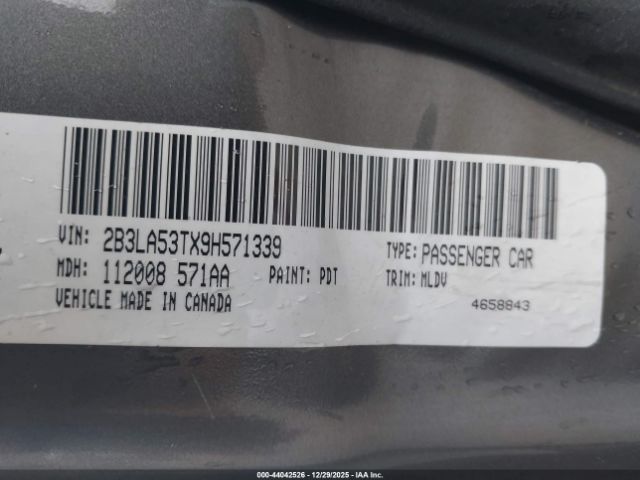 VIN: 2B3LA53TX9H571339 TYPE: PASSENGER CAR
MDH: 112008 571AA PAINT: PDT TRIM: MLDV
VEHICLE MADE IN CANADA 4658843
000-44042526 - 12/29/2025 - IAA Inc.